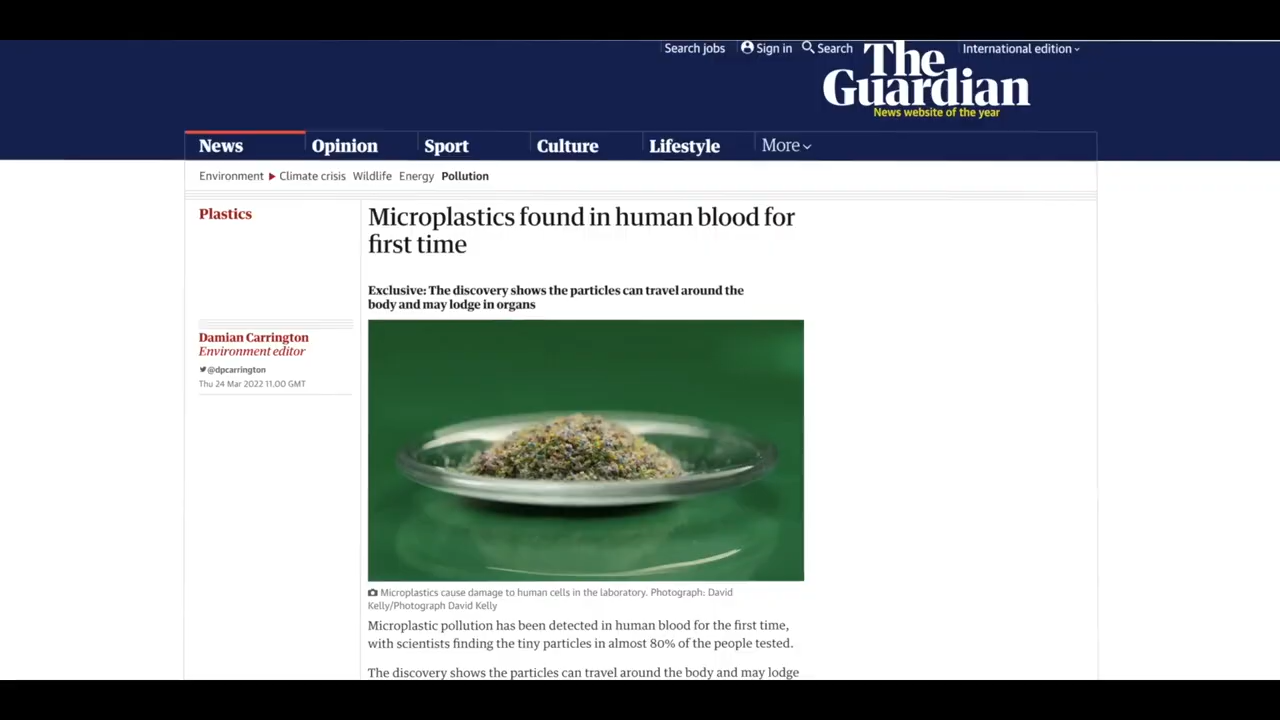 Search jobs Sign in Search International edition
The
Guardian
News website of the year
News Opinion Sport Culture Lifestyle More
Environment Climate crisis Wildlife Energy Pollution
Plastics
Microplastics found in human blood for
first time
Exclusive: The discovery shows the particles can travel around the
body and may lodge in organs
Damian Carrington
Environment editor
@dpcarrington
Thu 24 Mar 2022 11.00 GMT
Microplastics cause damage to human cells in the laboratory. Photograph: David
Kelly/Photograph David Kelly
Microplastic pollution has been detected in human blood for the first time,
with scientists finding the tiny particles in almost 80% of the people tested.
The discovery shows the particles can travel around the body and may lodge